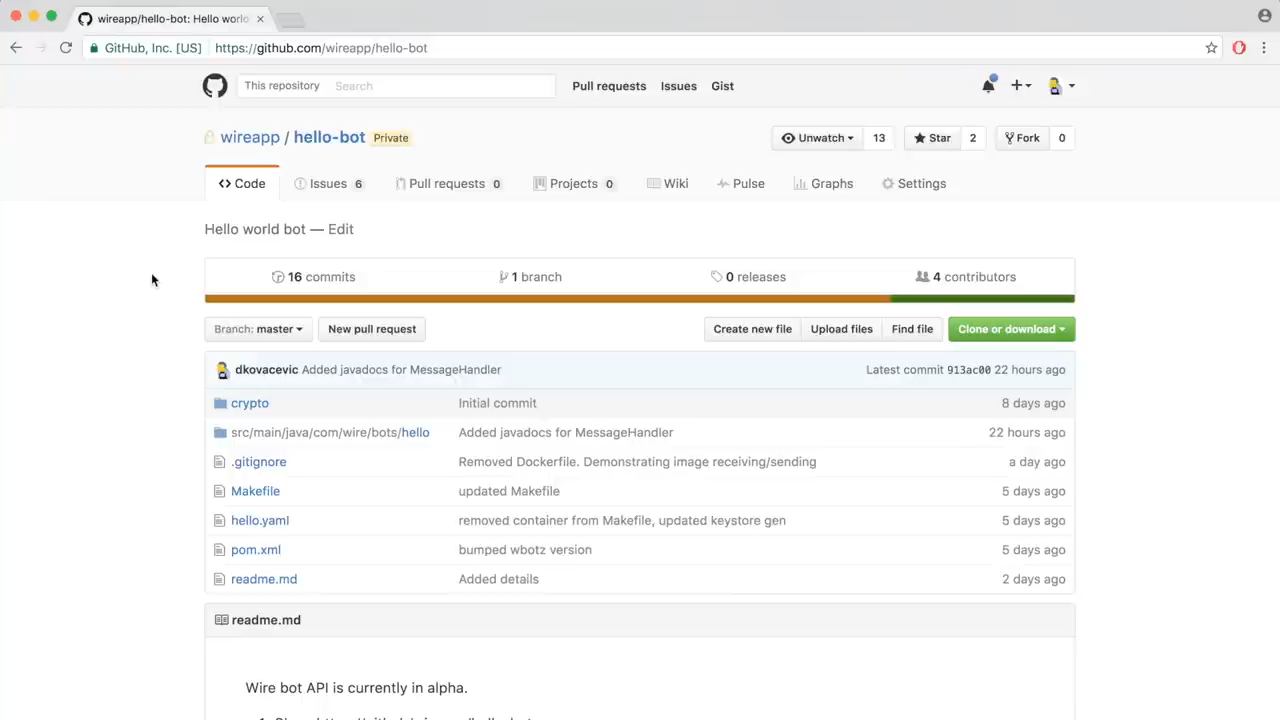 wireapp/hello-bot: Hello world
GitHub, Inc. [US] https://github.com/wireapp/hello-bot
This repository Search Pull requests Issues Gist
wireapp / hello-bot Private Unwatch 13 Star 2 Fork 0
Code Issues 6 Pull requests 0 Projects 0 Wiki Pulse Graphs Settings
Hello world bot — Edit
16 commits 1 branch 0 releases 4 contributors
Branch: master New pull request Create new file Upload files Find file Clone or download
dkovacevic Added javadocs for MessageHandler Latest commit 913ac00 22 hours ago
crypto Initial commit 8 days ago
src/main/java/com/wire/bots/hello Added javadocs for MessageHandler 22 hours ago
.gitignore Removed Dockerfile. Demonstrating image receiving/sending a day ago
Makefile updated Makefile 5 days ago
hello.yaml removed container from Makefile, updated keystore gen 5 days ago
pom.xml bumped wbotz version 5 days ago
readme.md Added details 2 days ago
readme.md
Wire bot API is currently in alpha.